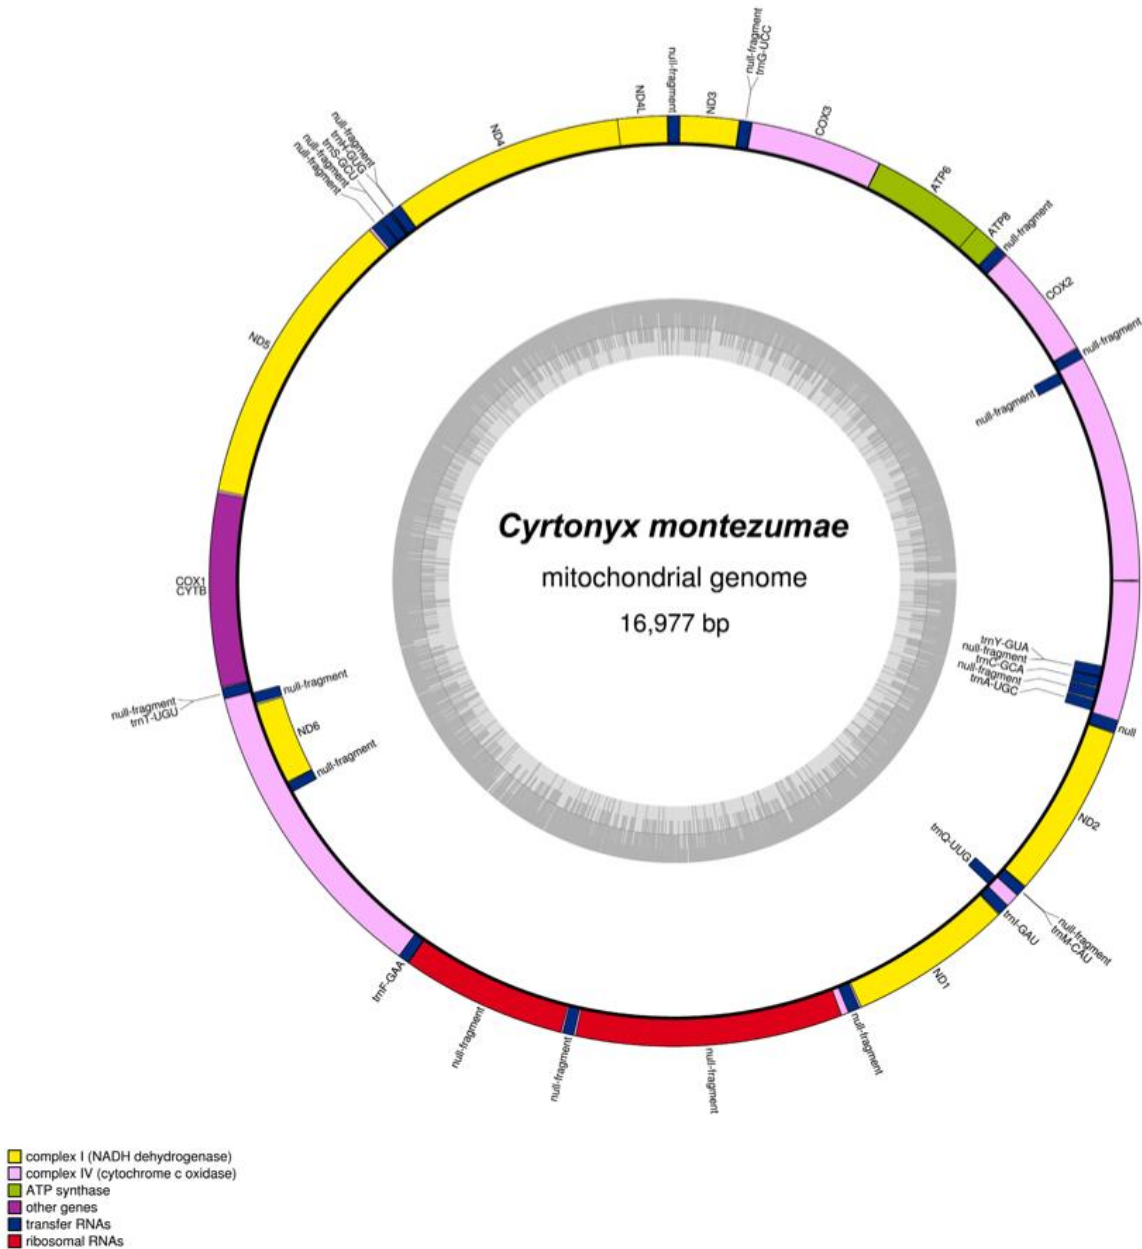 null-fragment
trnG-UCC
null-fragment
ND3
ND4L
COX3
ND4
ATP6
null-fragment
trnH-GUG
trnS-GCU
null-fragment
null-fragment
ATP8
null-fragment
COX2
null-fragment
null-fragment
ND5
Cyrtonyx montezumae
mitochondrial genome
16,977 bp
COX1
CYTB
trnY-GUA
null-fragment
trnC-GCA
null-fragment
trnA-UGC
null-fragment
null-fragment
trnT-UGU
ND6
null
null-fragment
ND2
trnQ-UUG
trnI-GAU
null-fragment
trnM-CAU
ND1
trnF-GAA
null-fragment
null-fragment
null-fragment
null-fragment
complex I (NADH dehydrogenase)
complex IV (cytochrome c oxidase)
ATP synthase
other genes
transfer RNAs
ribosomal RNAs